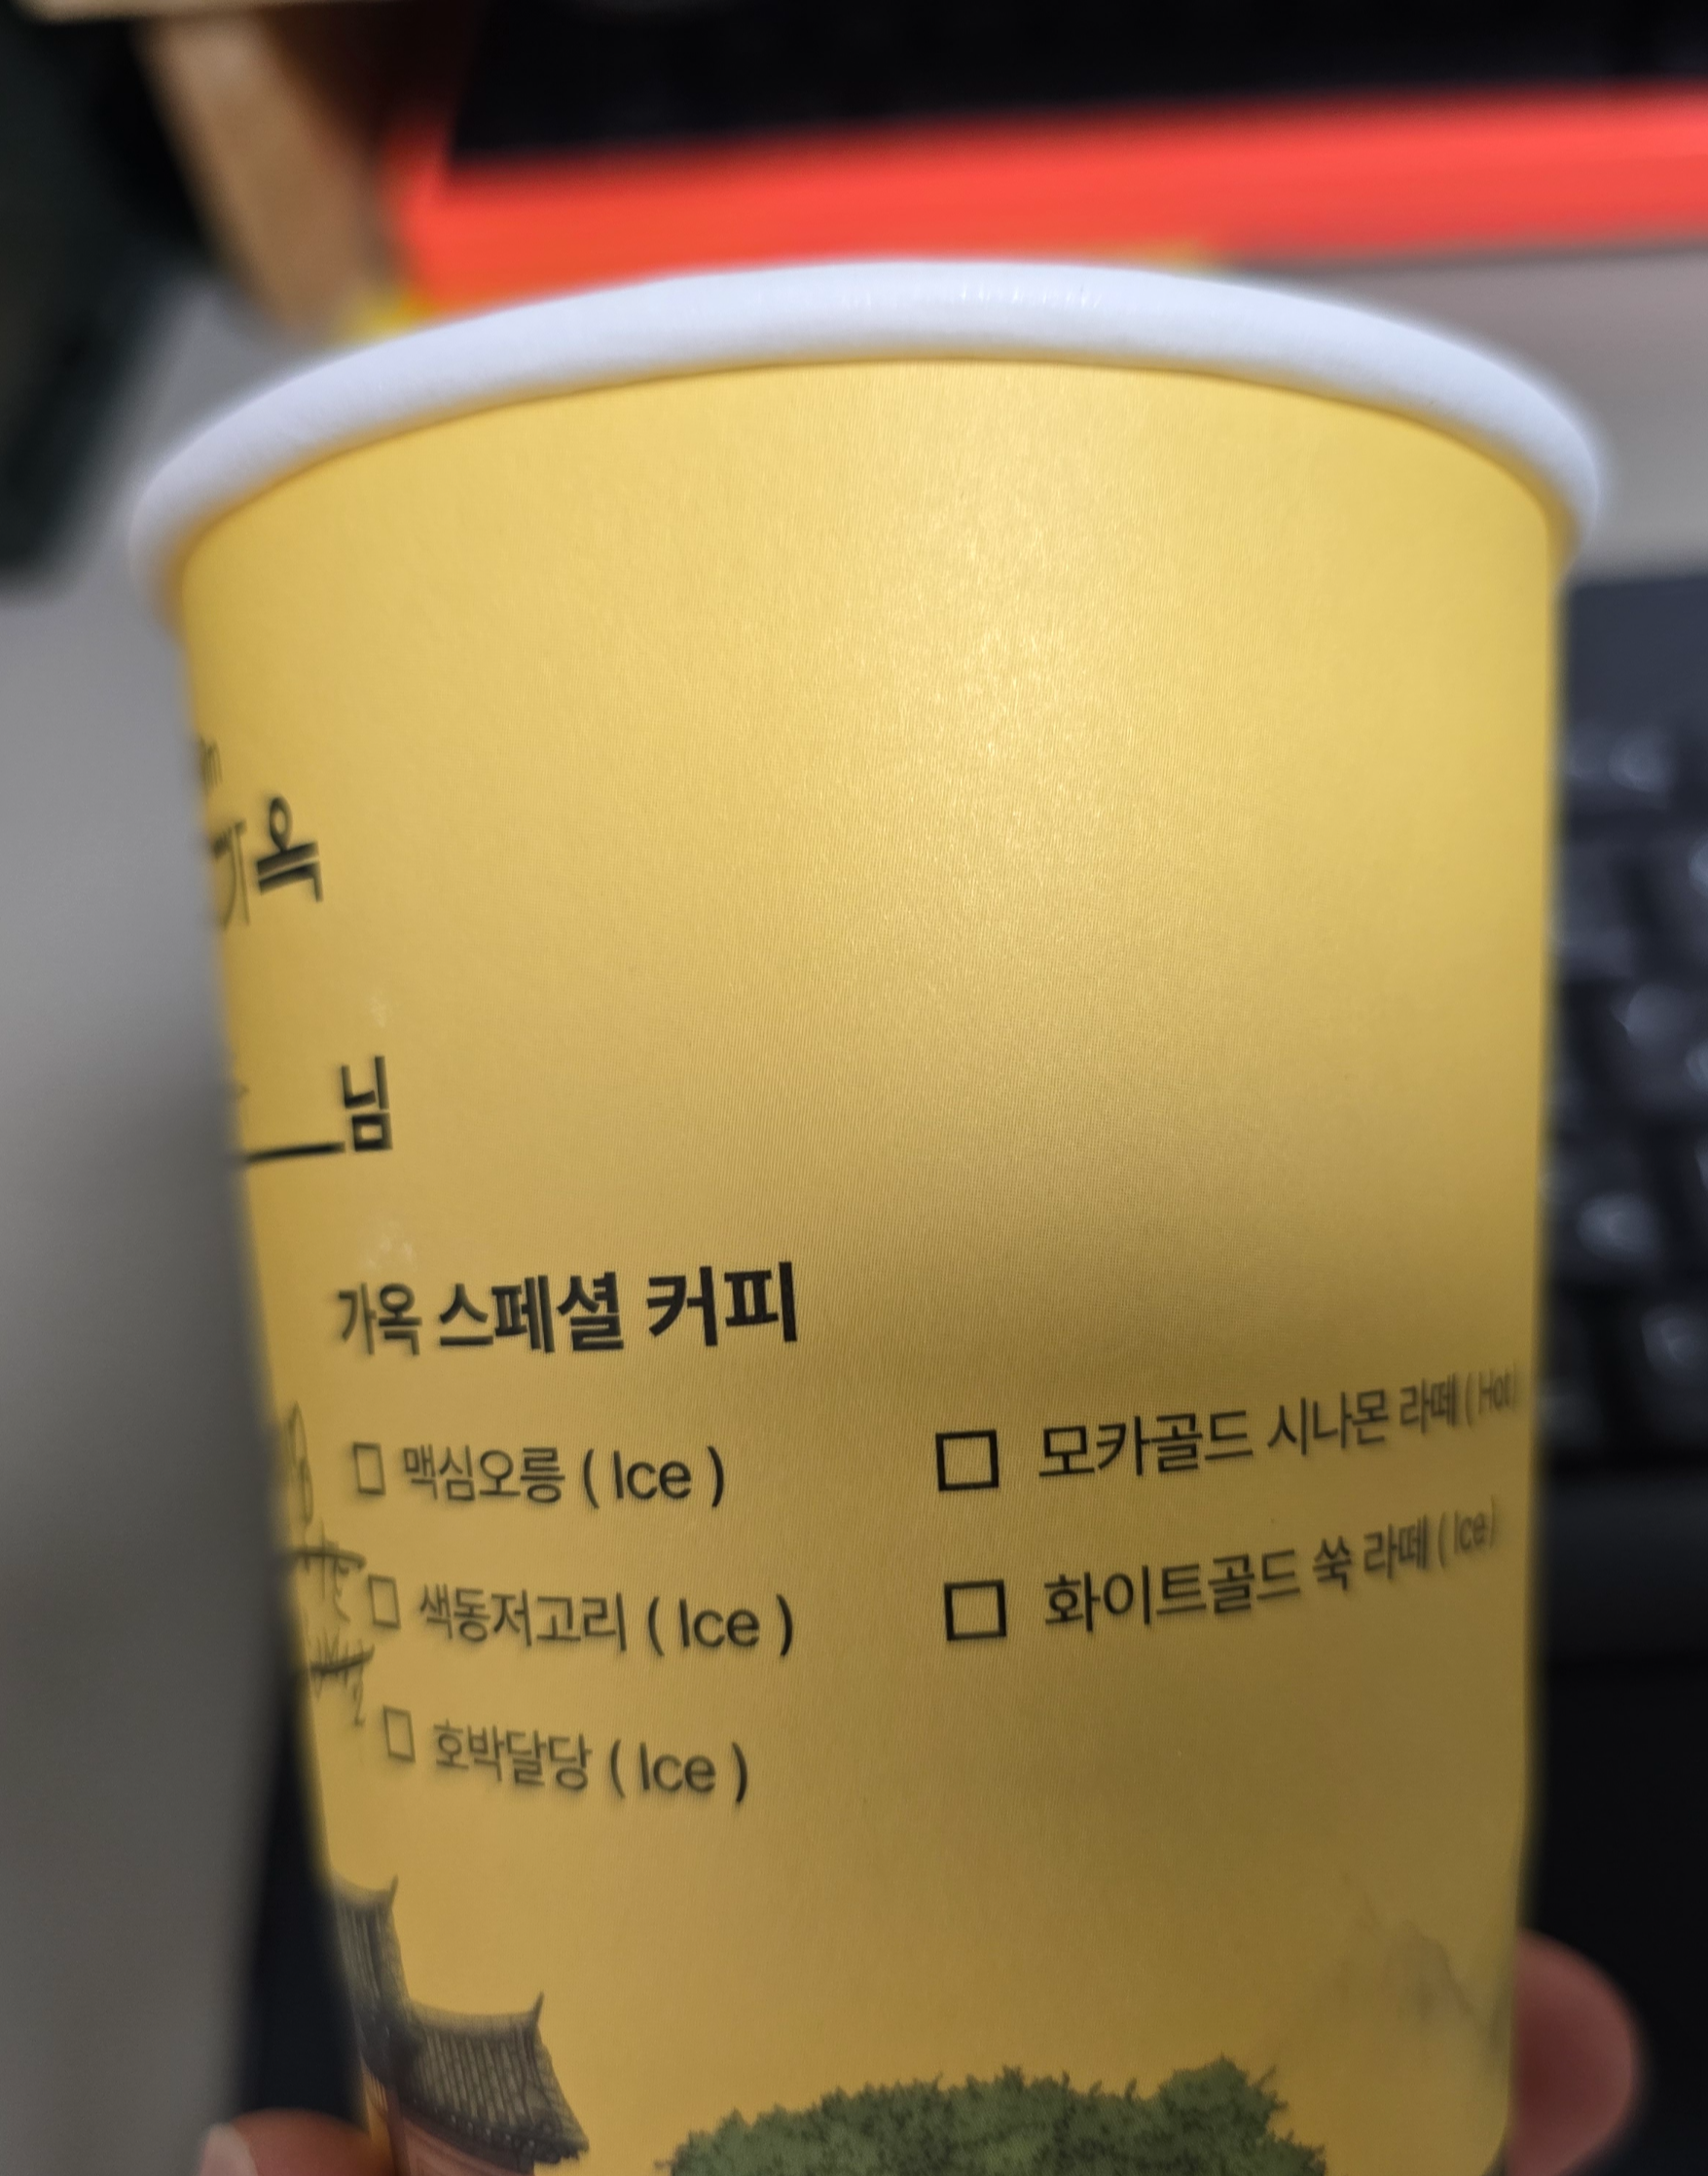 가옥
님
가옥 스페셜 커피
□ 맥심오릉 ( Ice )
□ 색동저고리 ( Ice )
□ 호박달당 ( Ice )
□ 모카골드 시나몬 라떼 ( Hot )
□ 화이트골드 쑥 라떼 ( Ice )